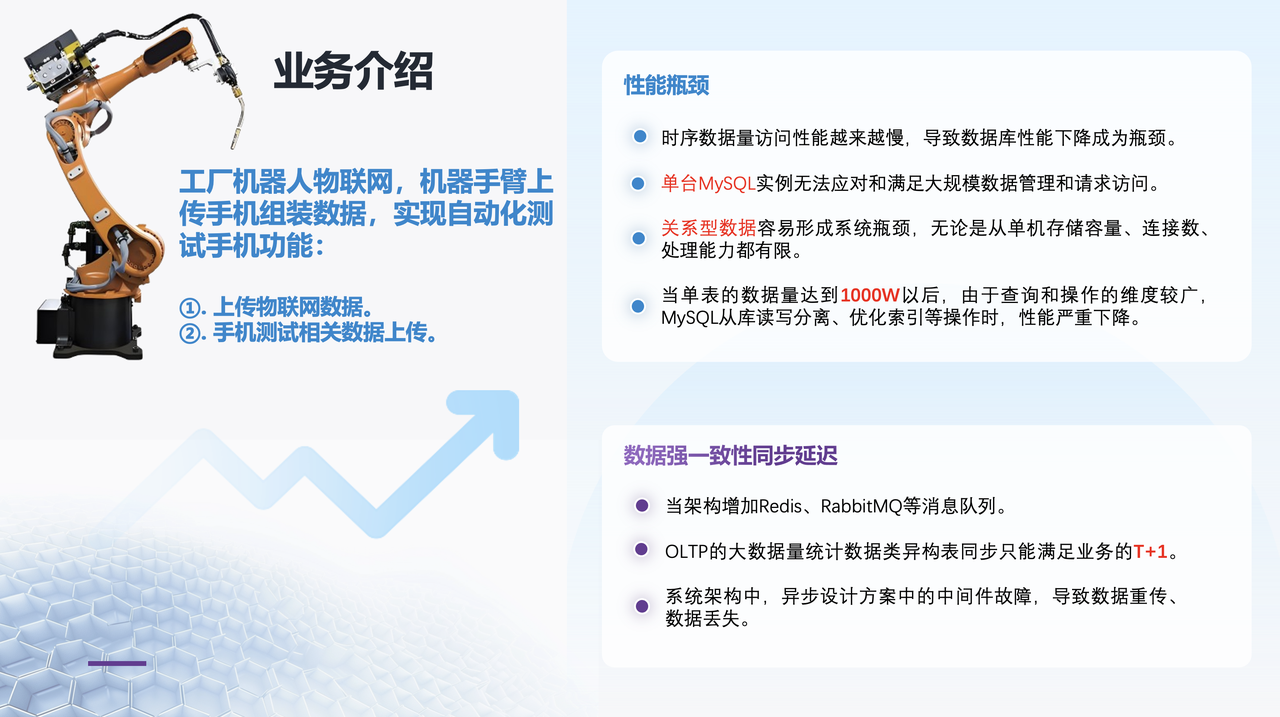 业务介绍
工厂机器人物联网，机器手臂上
传手机组装数据，实现自动化测
试手机功能：
①. 上传物联网数据。
②. 手机测试相关数据上传。
性能瓶颈
时序数据量访问性能越来越慢，导致数据库性能下降成为瓶颈。
单台MySQL实例无法应对和满足大规模数据管理和请求访问。
关系型数据容易形成系统瓶颈，无论是从单机存储容量、连接数、
处理能力都有限。
当单表的数据量达到1000W以后，由于查询和操作的维度较广，
MySQL从库读写分离、优化索引等操作时，性能严重下降。
数据强一致性同步延迟
当架构增加Redis、RabbitMQ等消息队列。
OLTP的大数据量统计数据类异构表同步只能满足业务的T+1。
系统架构中，异步设计方案中的中间件故障，导致数据重传、
数据丢失。